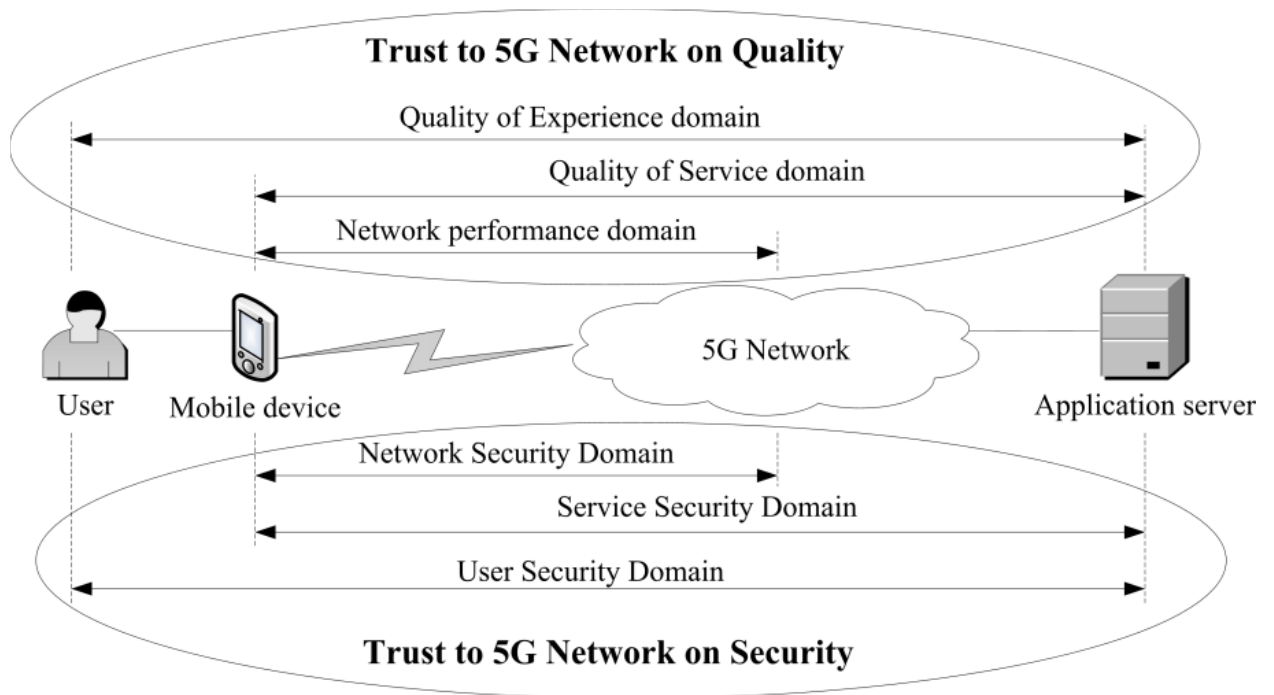 Trust to 5G Network on Quality
Quality of Experience domain
Quality of Service domain
Network performance domain
5G Network
User
Mobile device
Application server
Network Security Domain
Service Security Domain
User Security Domain
Trust to 5G Network on Security